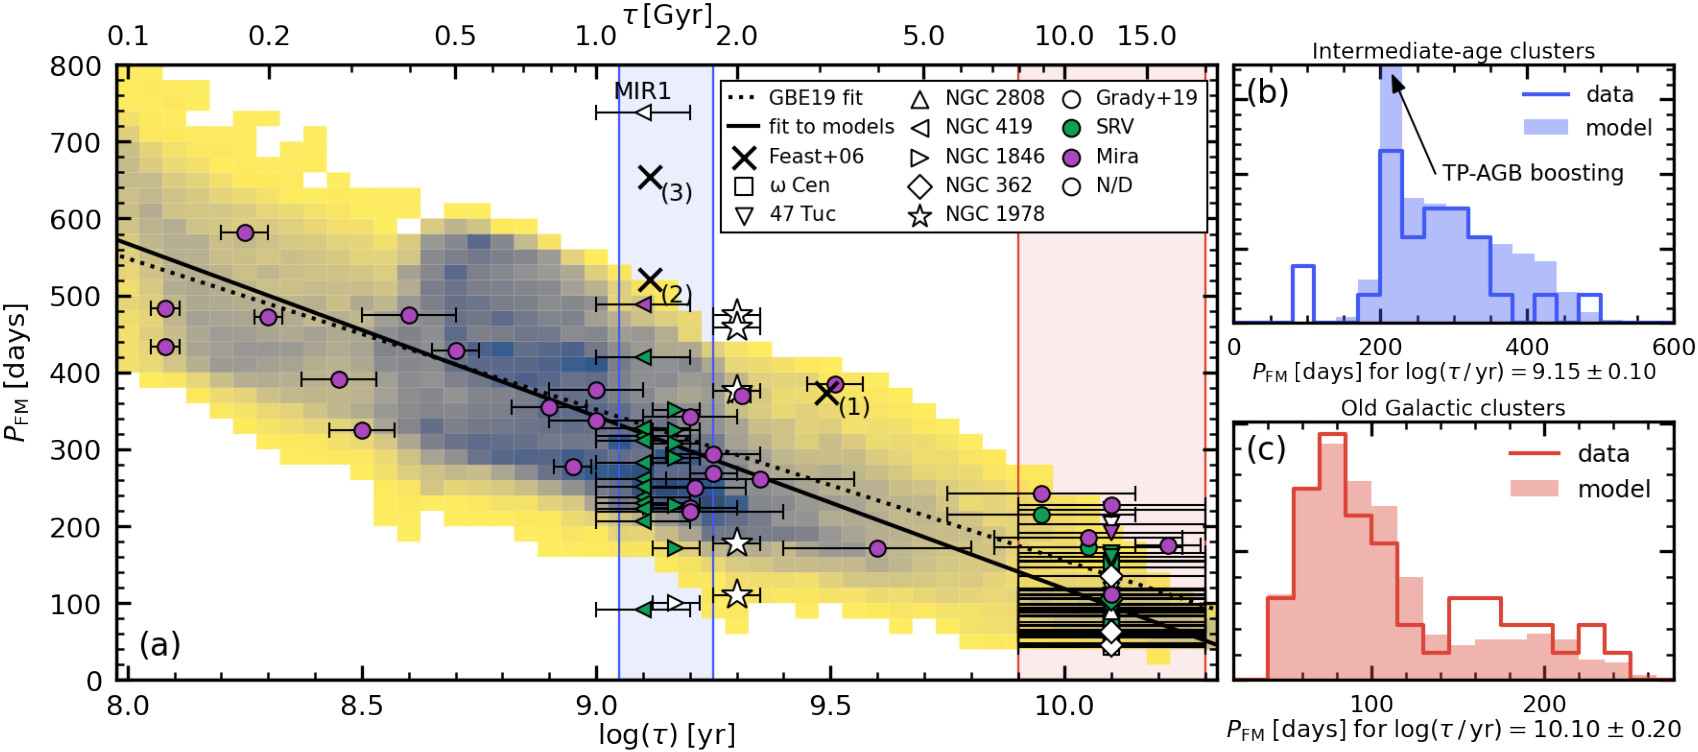 τ [Gyr]
0.1 0.2 0.5 1.0 2.0 5.0 10.0 15.0
800
700
600
500
400
300
200
100
0
P_FM [days]
MIR1
(3)
(2)
(1)
GBE19 fit
fit to models
Feast+06
ω Cen
47 Tuc
NGC 2808
NGC 419
NGC 1846
NGC 362
NGC 1978
Grady+19
SRV
Mira
N/D
(a)
8.0 8.5 9.0 9.5 10.0
log(τ) [yr]
Intermediate-age clusters
(b)
data
model
TP-AGB boosting
0 200 400 600
P_FM [days] for log(τ / yr) = 9.15 ± 0.10
Old Galactic clusters
(c)
data
model
100 200
P_FM [days] for log(τ / yr) = 10.10 ± 0.20